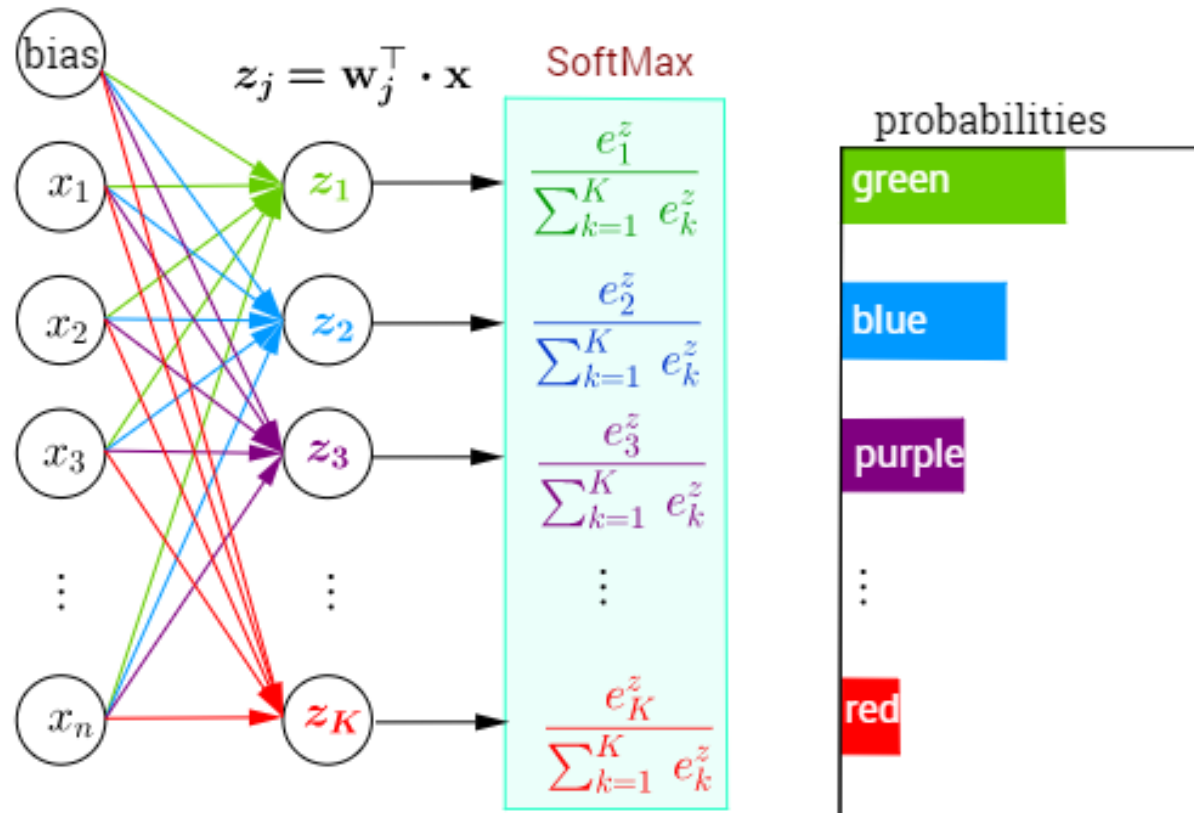 bias
z_j = w_j^⊤ · x
SoftMax
probabilities
x_1
z_1
e_1^z / ∑_{k=1}^K e_k^z
green
x_2
z_2
e_2^z / ∑_{k=1}^K e_k^z
blue
x_3
z_3
e_3^z / ∑_{k=1}^K e_k^z
purple
⋮ ⋮ ⋮ ⋮
x_n
z_K
e_K^z / ∑_{k=1}^K e_k^z
red